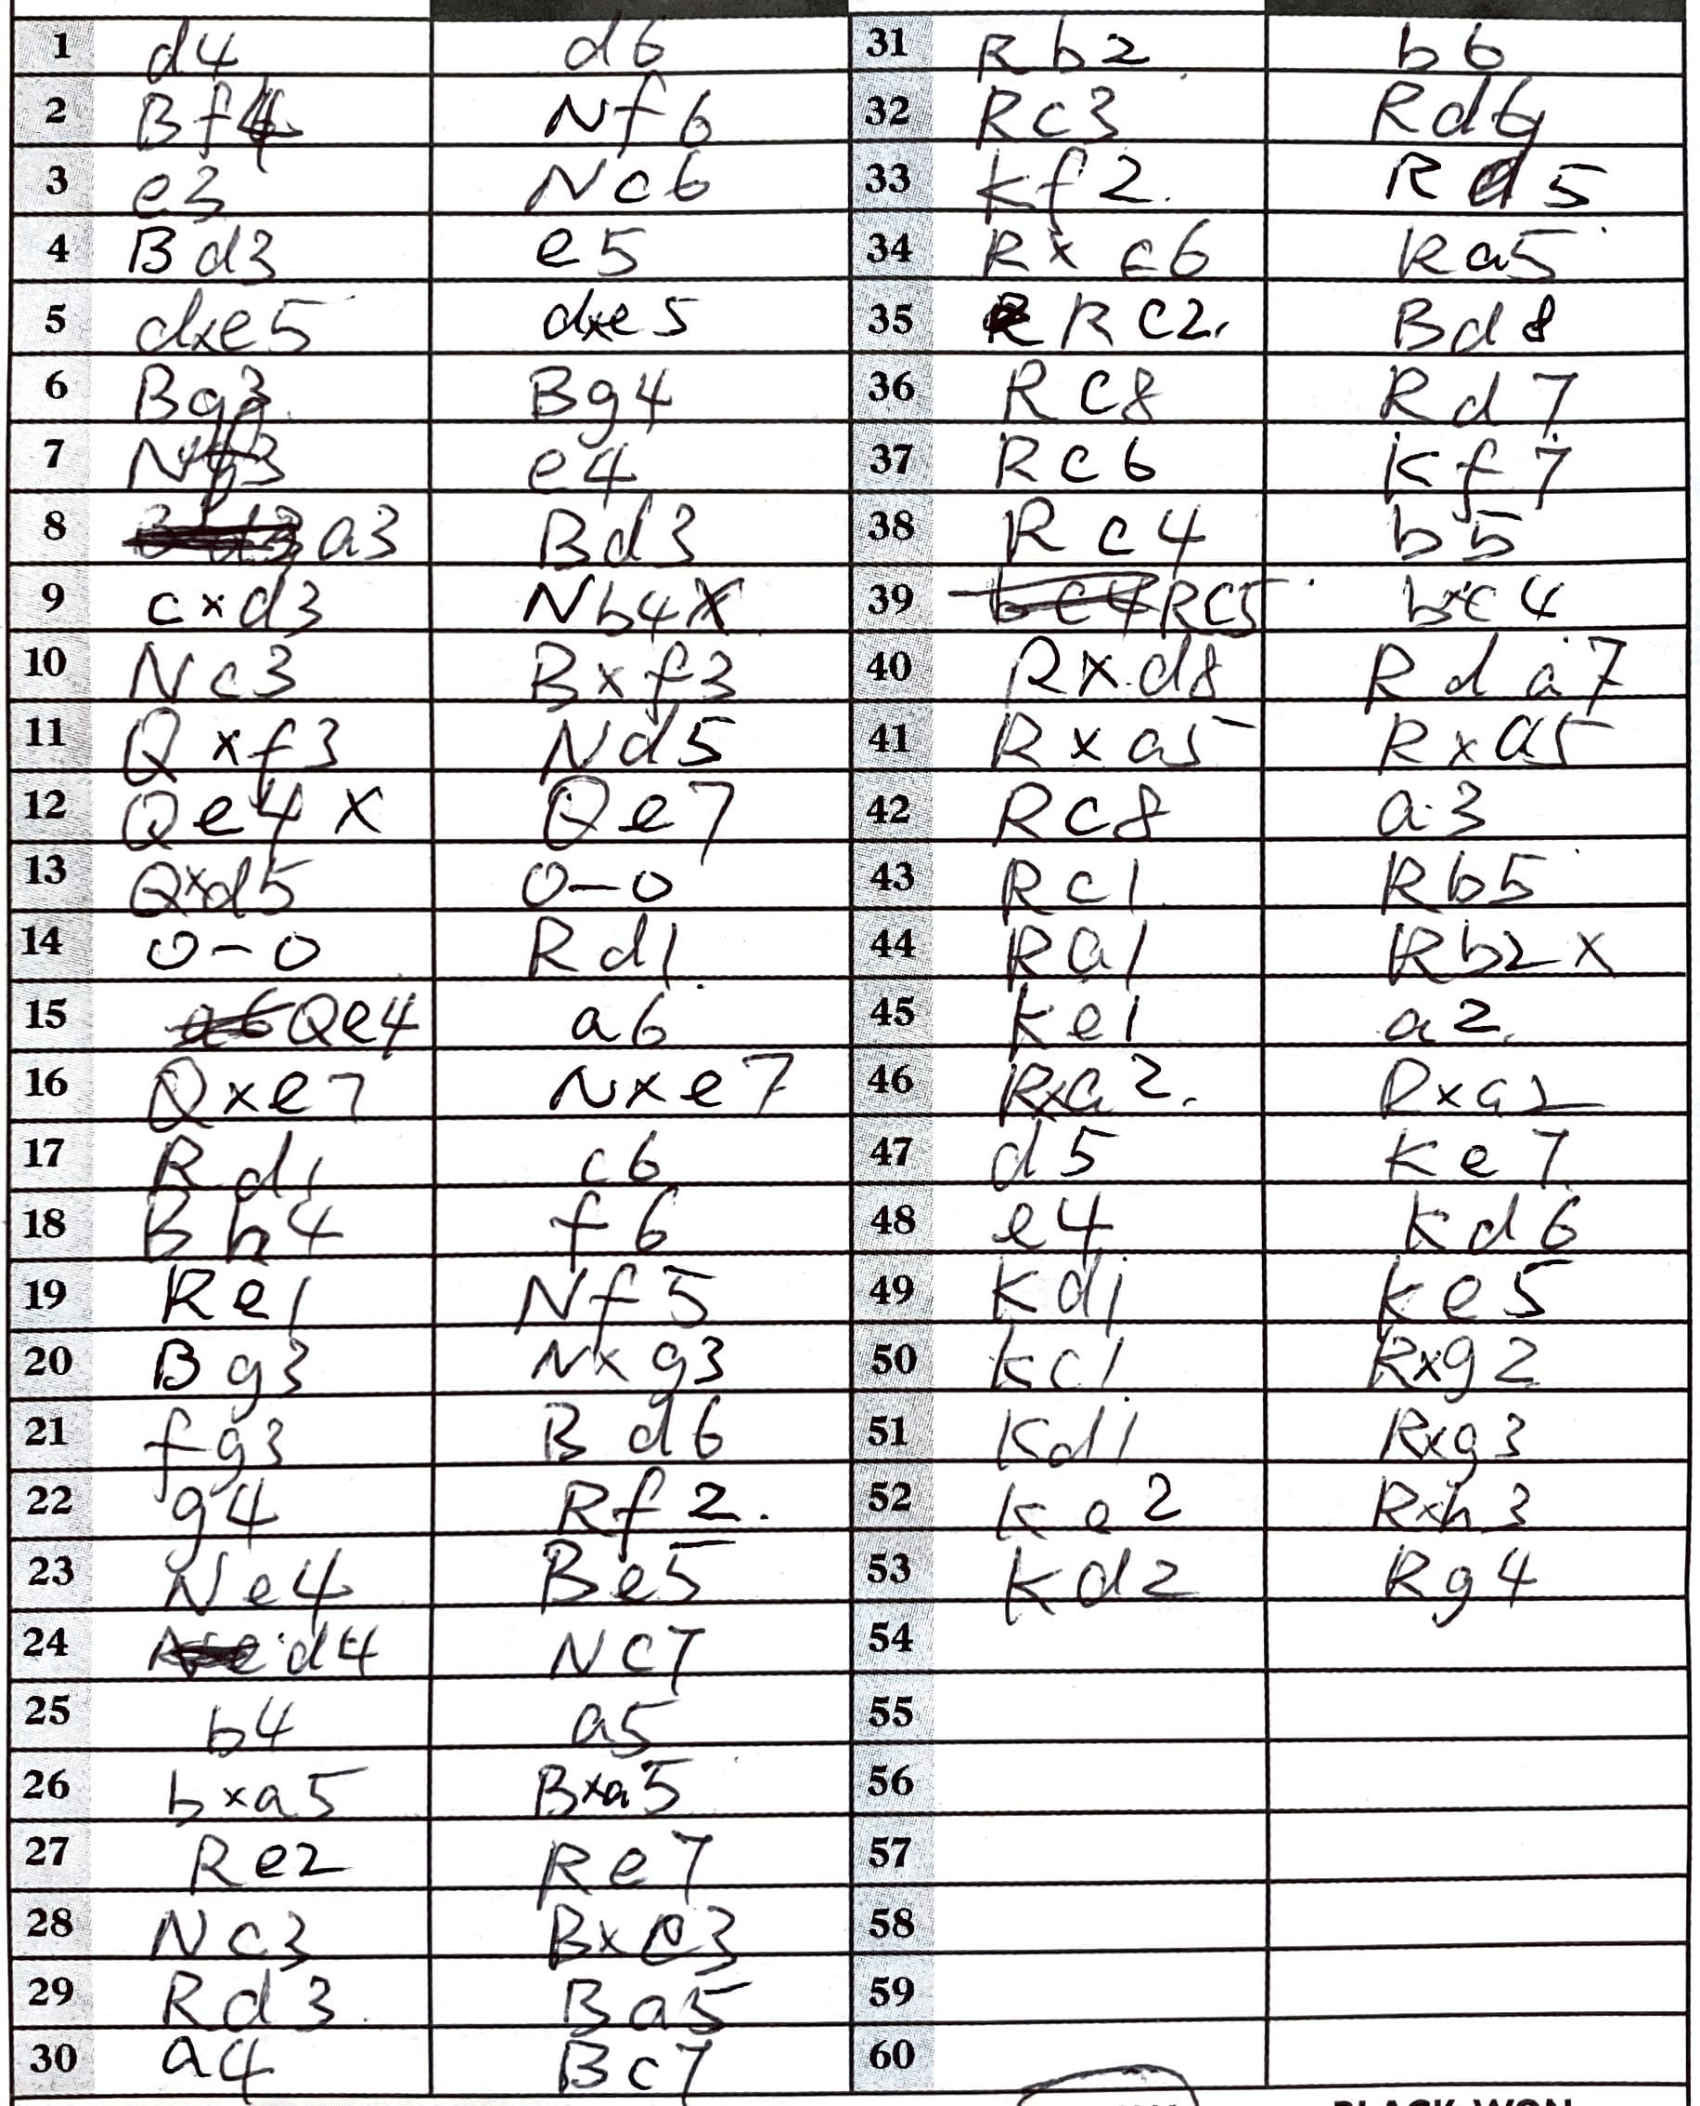 1 d4 d6 31 Rb2 b6
2 Bf4 Nf6 32 Rc3 Rd6
3 e3 Nc6 33 Kf2. Rd5
4 Bd3 e5 34 Rxc6 Ra5
5 dxe5 dxe5 35 RC2. Bd8
6 Bg3 Bg4 36 Rc8 Rd7
7 Nf3 e4 37 Rc6 Kf7
8 a3 Bd3 38 Rc4 b5
9 cxd3 Nb4X 39 RC5 bxc4
10 Nc3 Bxf3 40 Rxd8 Rda7
11 Qxf3 Nd5 41 Rxa5 Rxa5
12 Qe4X Qe7 42 Rc8 a3
13 Qxd5 0-0 43 Rc1 Rb5
14 0-0 Rd1 44 Ra1 Rb2X
15 Qe4 a6 45 Ke1 a2.
16 Qxe7 Nxe7 46 Rxa2. Rxa2
17 Rd1 c6 47 d5 Ke7
18 Bh4 f6 48 e4 Kd6
19 Re1 Nf5 49 Kd1 Ke5
20 Bg3 Nxg3 50 Kc1 Rxg2
21 fg3 Bd6 51 Kd1 Rxg3
22 g4 Rf2. 52 Ke2 Rxh3
23 Ne4 Be5 53 Kd2 Rg4
24 d4 NC7 54
25 b4 a5 55
26 bxa5 Bxa5 56
27 Re2 Re7 57
28 Nc3 Bxc3 58
29 Rd3. Ba5 59
30 a4 Bc7 60
BLACK WON